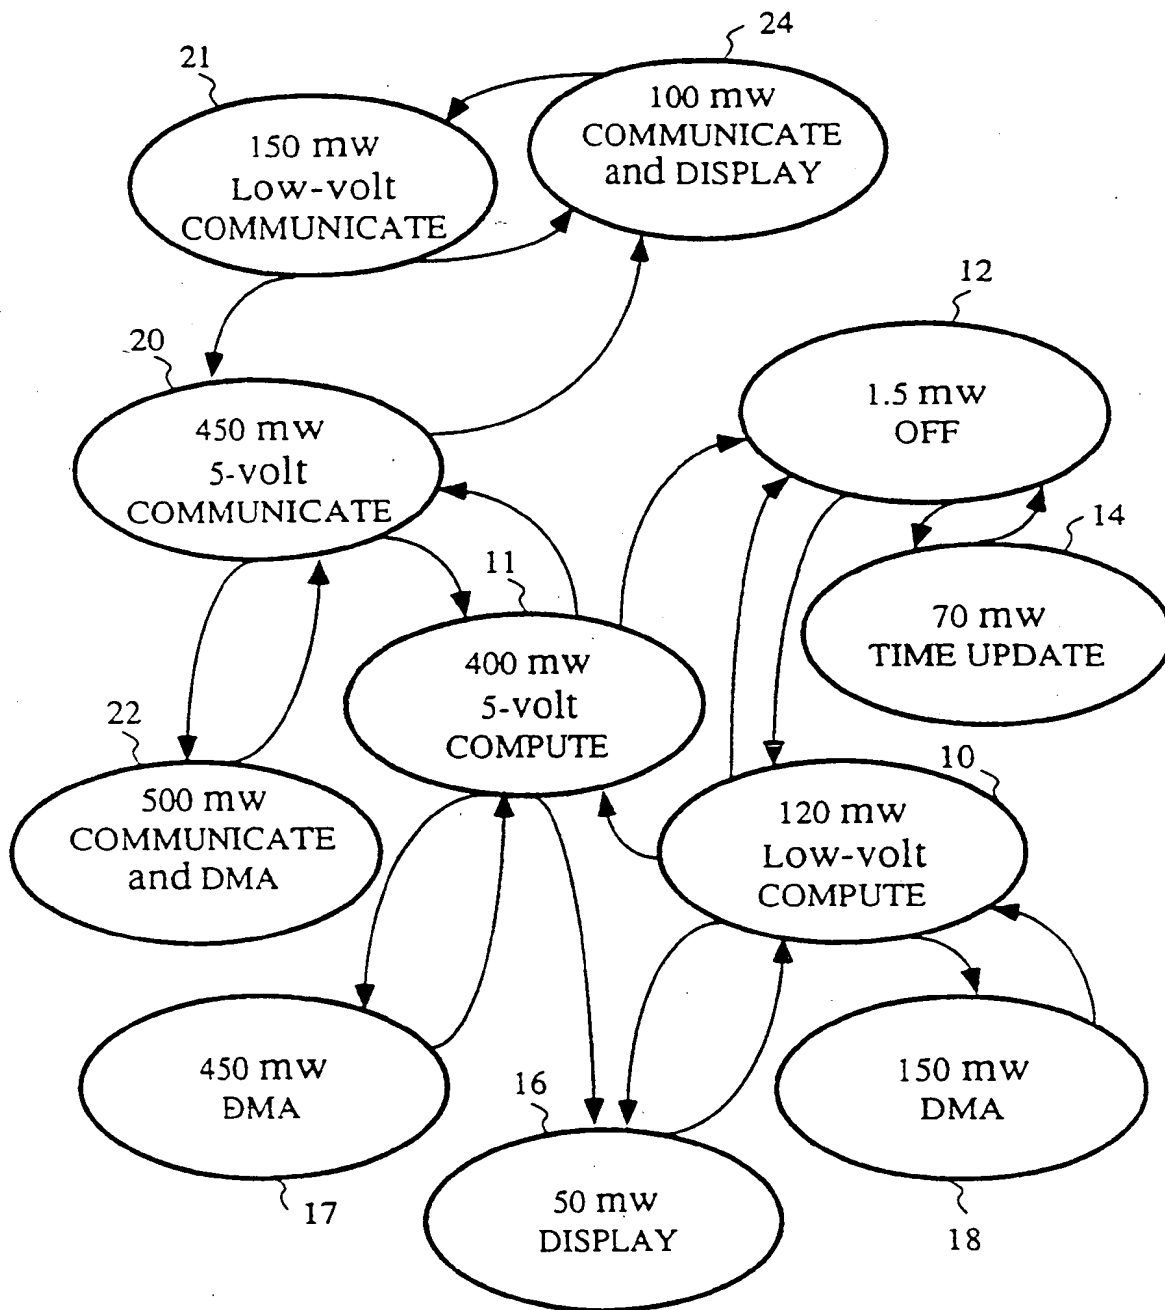 24
21
100 mw
COMMUNICATE
and DISPLAY
150 mw
Low-volt
COMMUNICATE
12
20
1.5 mw
OFF
450 mw
5-volt
COMMUNICATE
14
11
70 mw
TIME UPDATE
400 mw
5-volt
COMPUTE
22
10
500 mw
COMMUNICATE
and DMA
120 mw
Low-volt
COMPUTE
450 mw
DMA
16
150 mw
DMA
17
50 mw
DISPLAY
18